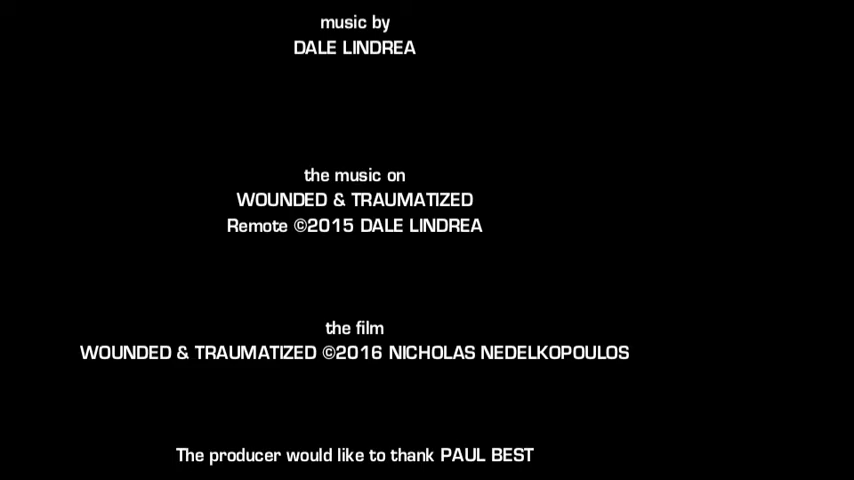 music by
DALE LINDREA
the music on
WOUNDED & TRAUMATIZED
Remote ©2015 DALE LINDREA
the film
WOUNDED & TRAUMATIZED ©2016 NICHOLAS NEDELKOPOULOS
The producer would like to thank PAUL BEST